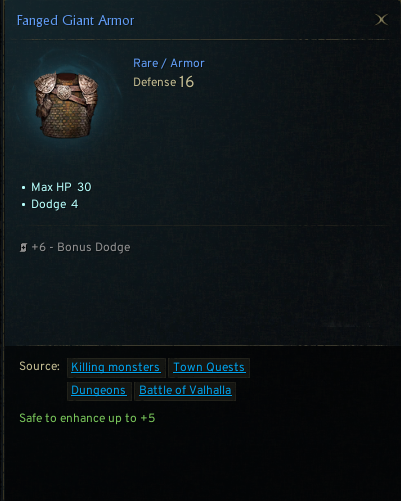 Fanged Giant Armor
Rare / Armor
Defense 16
• Max HP 30
• Dodge 4
+6 - Bonus Dodge
Source: Killing monsters Town Quests
Dungeons Battle of Valhalla
Safe to enhance up to +5